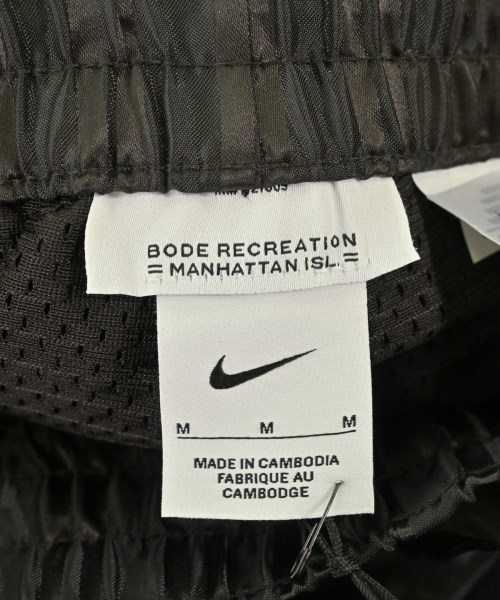 BODE RECREATION
= MANHATTAN ISL. =
M M M
MADE IN CAMBODIA
FABRIQUE AU
CAMBODGE